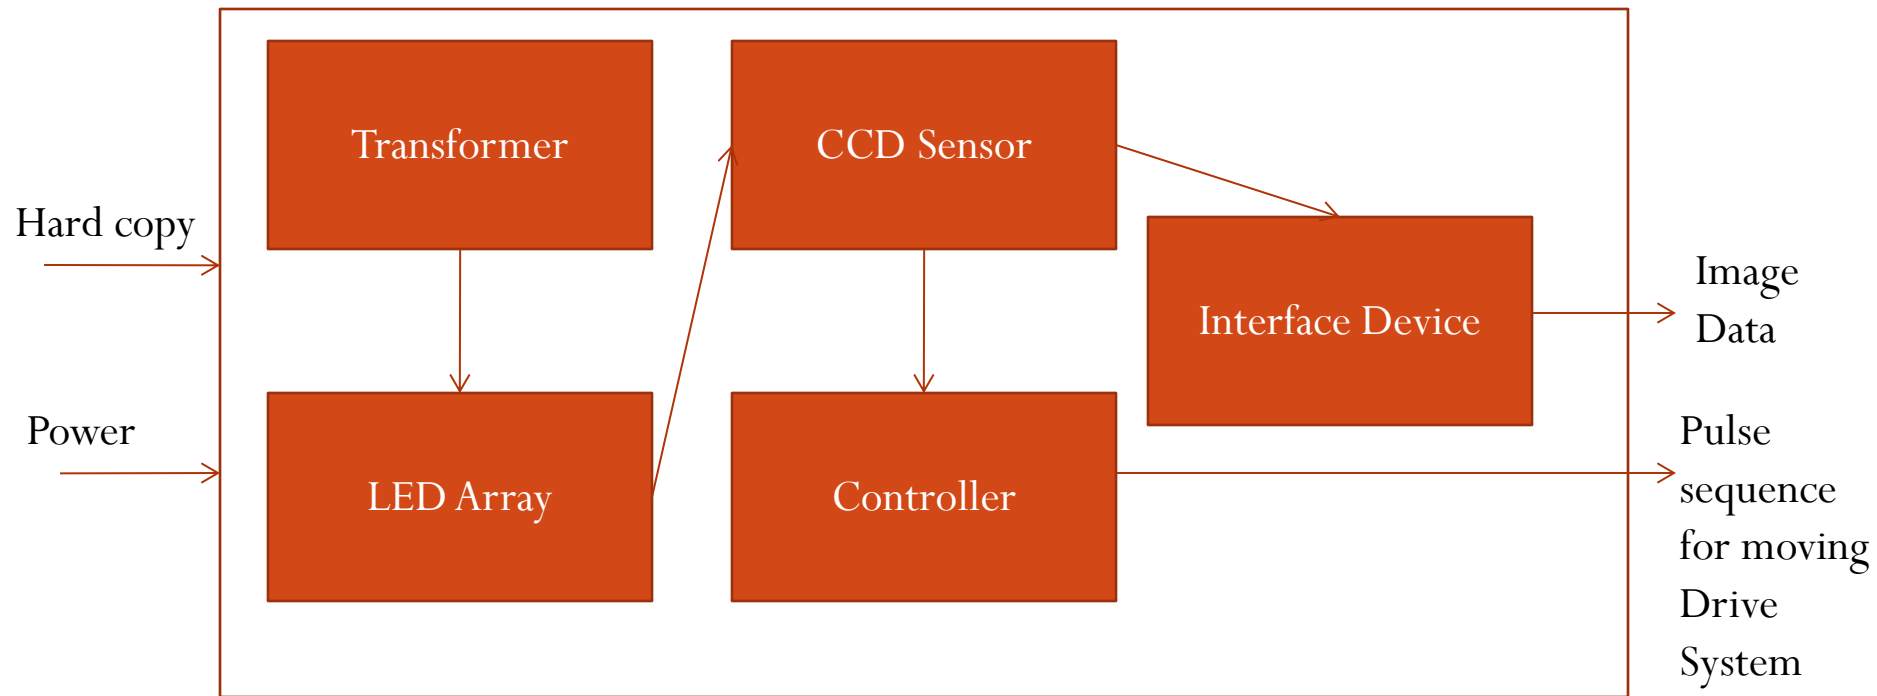 Hard copy
Power
Transformer
LED Array
CCD Sensor
Controller
Interface Device
Image
Data
Pulse
sequence
for moving
Drive
System